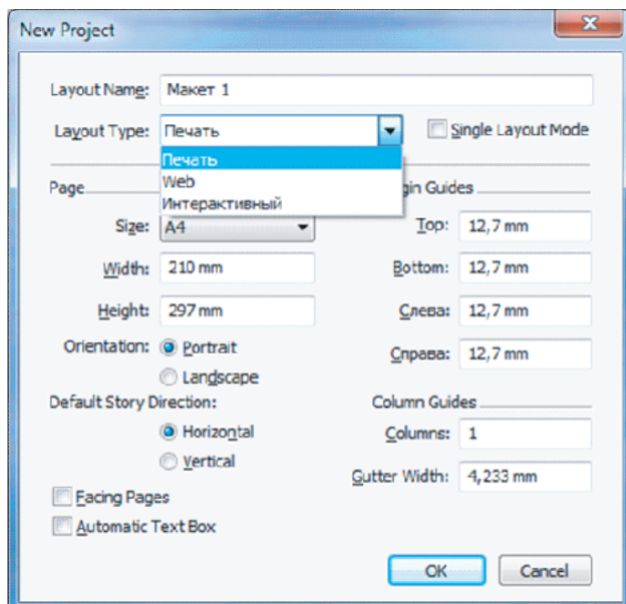 New Project
Layout Name: Макет 1
Layout Type: Печать Single Layout Mode
Печать
Web
Интерактивный
Page Guides
Size: A4 Top: 12,7 mm
Width: 210 mm Bottom: 12,7 mm
Height: 297 mm Слева: 12,7 mm
Orientation: Portrait Справа: 12,7 mm
Landscape
Default Story Direction: Column Guides
Horizontal Columns: 1
Vertical Gutter Width: 4,233 mm
Facing Pages
Automatic Text Box
OK Cancel